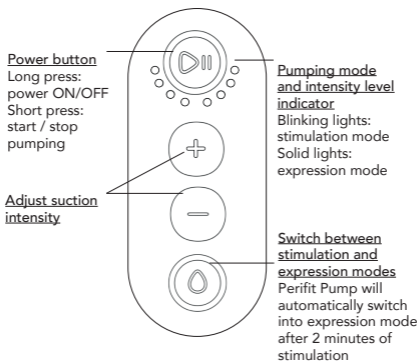 Power button
Long press:
power ON/OFF
Short press:
start / stop
pumping
Pumping mode
and intensity level
indicator
Blinking lights:
stimulation mode
Solid lights:
expression mode
Adjust suction
intensity
Switch between
stimulation and
expression modes
Perifit Pump will
automatically switch
into expression mode
after 2 minutes of
stimulation